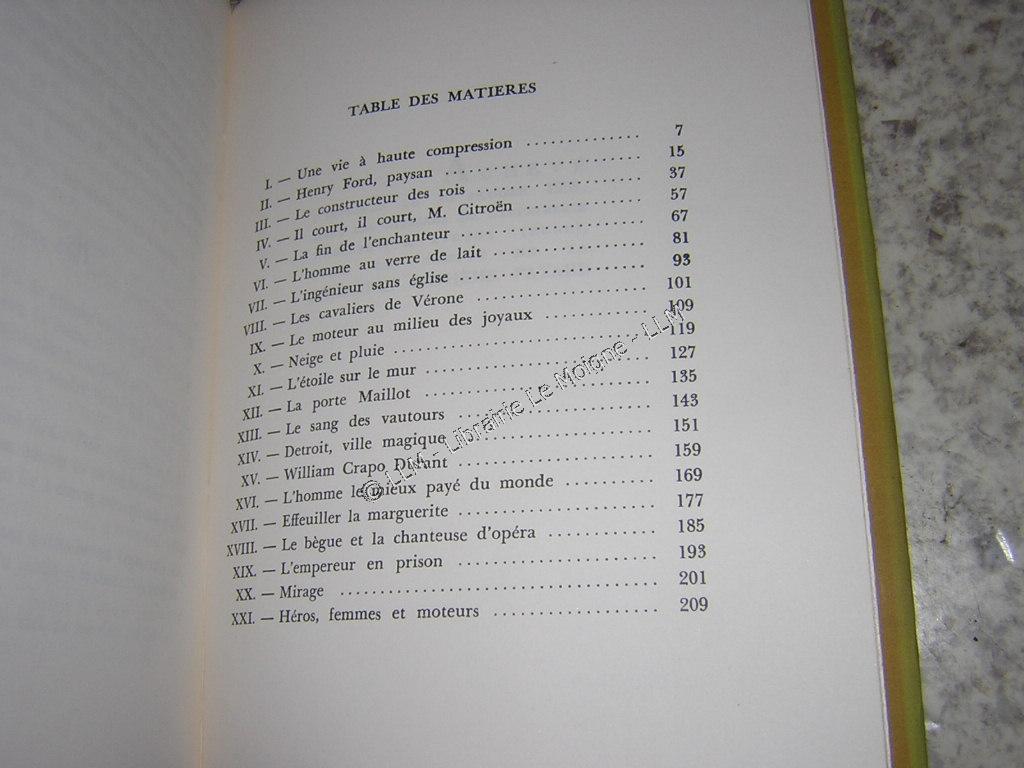 TABLE DES MATIERES
I. — Une vie à haute compression ........... 7
II. — Henry Ford, paysan .................... 15
III. — Le constructeur des rois ................ 37
IV. — Il court, il court, M. Citroën ........... 57
V. — La fin de l'enchanteur .................. 67
VI. — L'homme au verre de lait ............... 81
VII. — L'ingénieur sans église .................. 93
VIII. — Les cavaliers de Vérone ................ 101
IX. — Le moteur au milieu des joyaux ......... 109
X. — Neige et pluie ......................... 119
XI. — L'étoile sur le mur .................... 127
XII. — La porte Maillot ...................... 135
XIII. — Le sang des vautours .................. 143
XIV. — Detroit, ville magique .................. 151
XV. — William Crapo Durant .................. 159
XVI. — L'homme le mieux payé du monde ........ 169
XVII. — Effeuiller la marguerite .................. 177
XVIII. — Le bègue et la chanteuse d'opéra .......... 185
XIX. — L'empereur en prison .................. 193
XX. — Mirage .............................. 201
XXI. — Héros, femmes et moteurs ............... 209
© LLM - Librairie Le Moigne - LLM